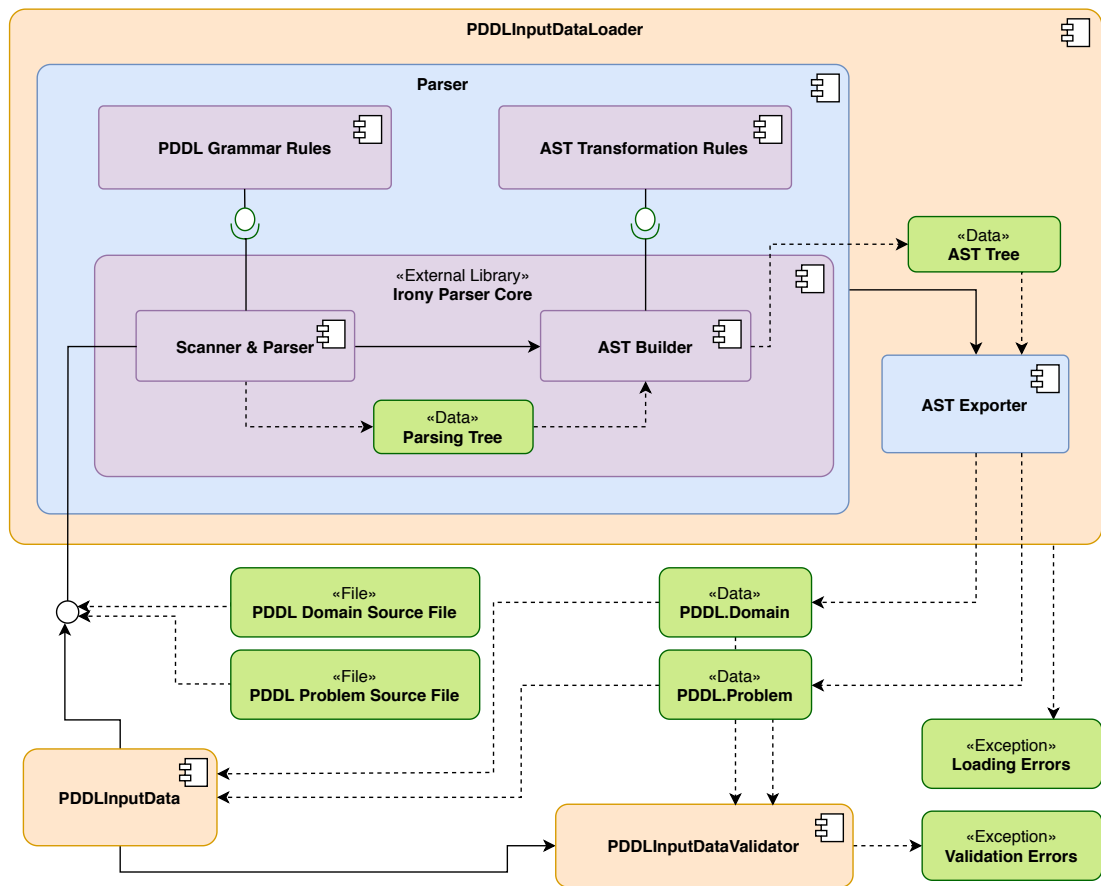 PDDLInputDataLoader
Parser
PDDL Grammar Rules
AST Transformation Rules
«Data»
AST Tree
«External Library»
Irony Parser Core
Scanner & Parser
AST Builder
AST Exporter
«Data»
Parsing Tree
«File»
PDDL Domain Source File
«Data»
PDDL.Domain
«File»
PDDL Problem Source File
«Data»
PDDL.Problem
«Exception»
Loading Errors
PDDLInputData
PDDLInputDataValidator
«Exception»
Validation Errors